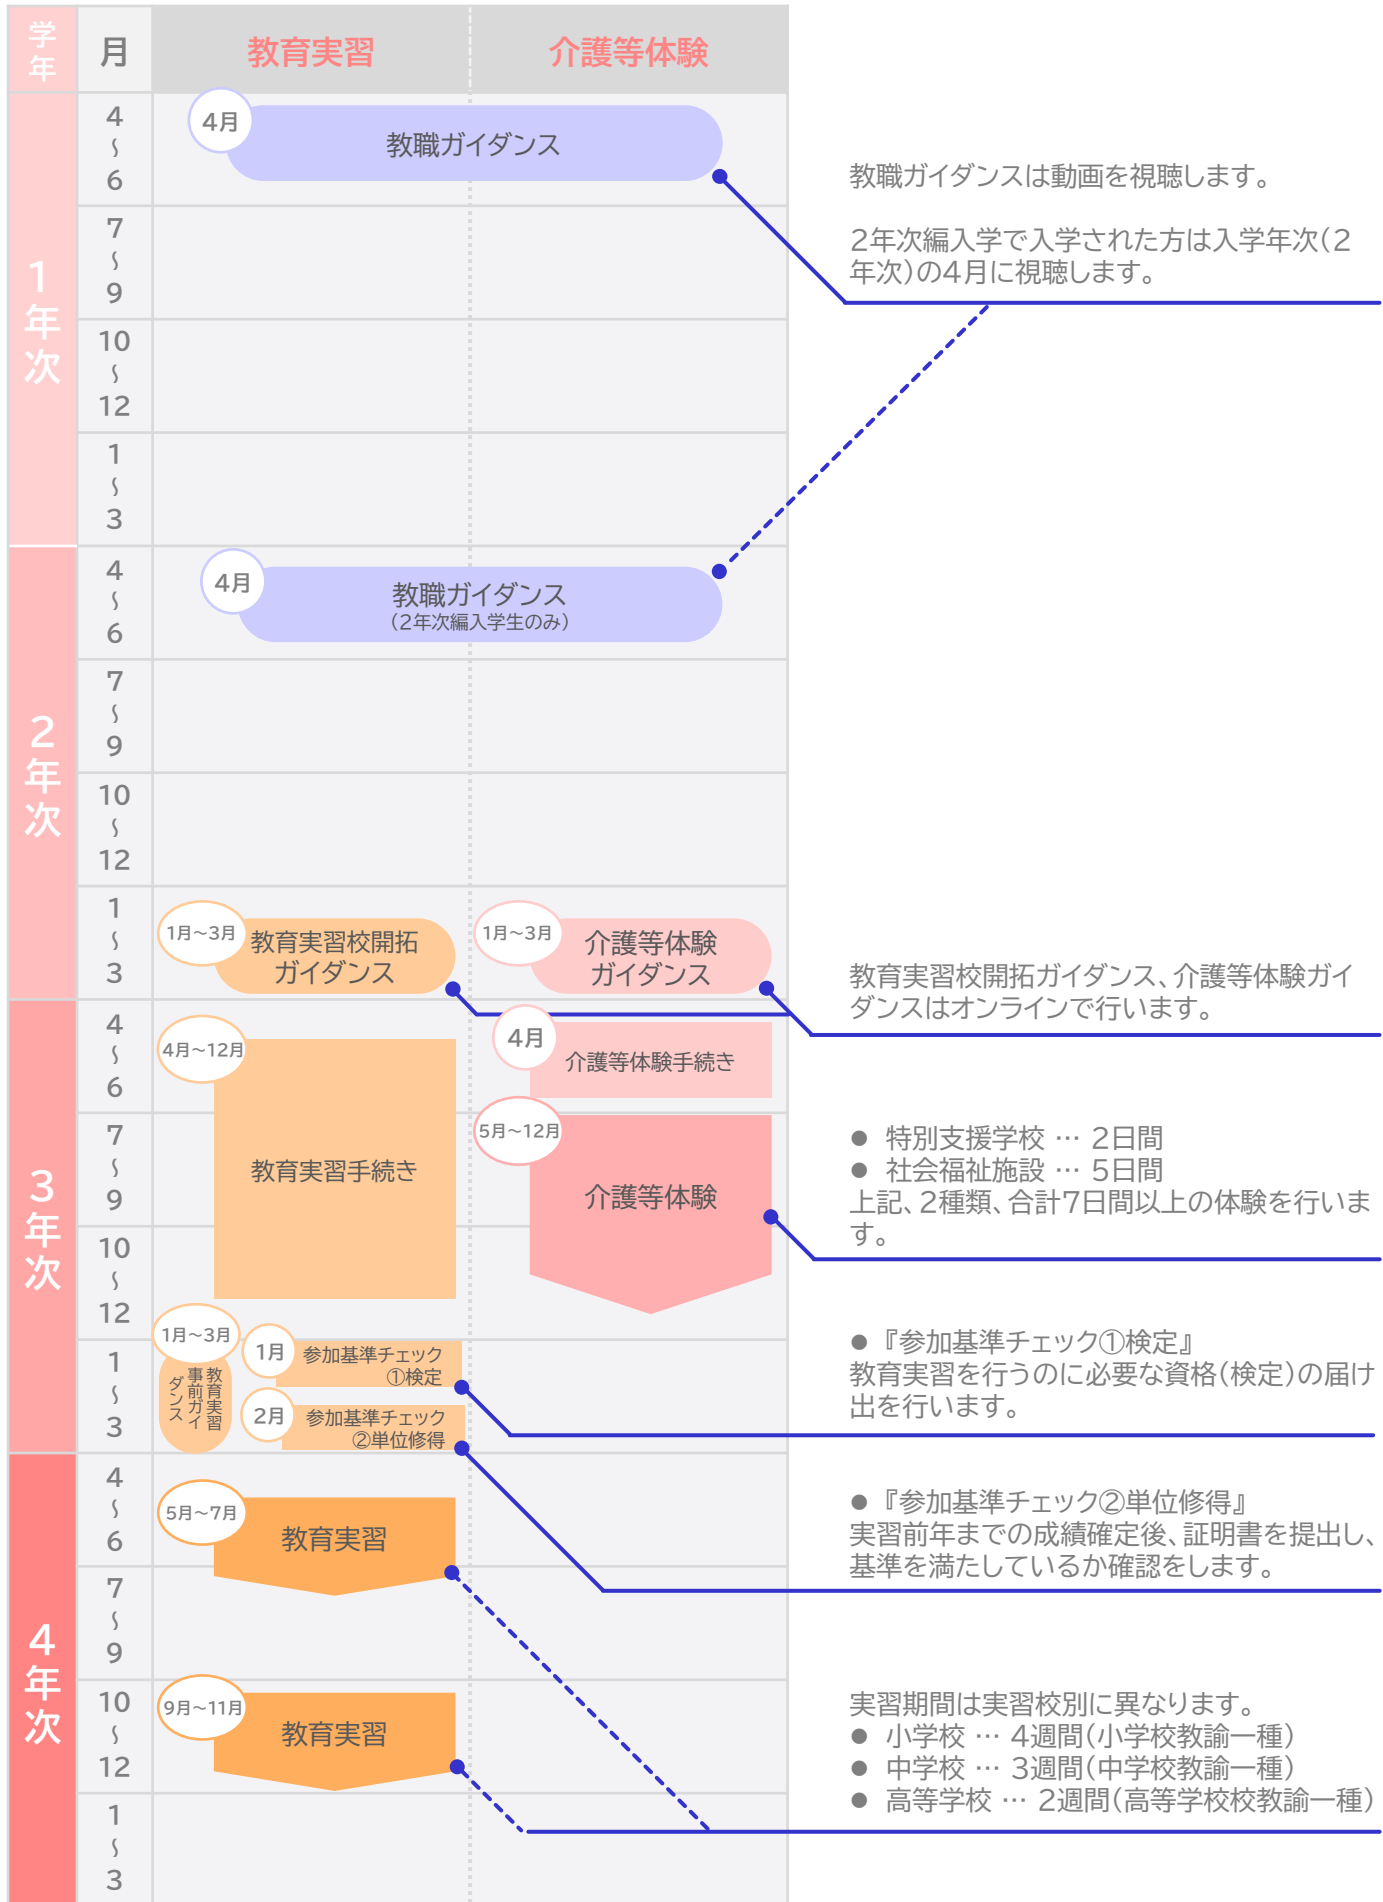 学年
月
教育実習
介護等体験
1年次
4
〜
6
4月
教職ガイダンス
教職ガイダンスは動画を視聴します。
2年次編入学で入学された方は入学年次(2
年次)の4月に視聴します。
7
〜
9
10
〜
12
1
〜
3
2年次
4
〜
6
4月
教職ガイダンス
(2年次編入学生のみ)
7
〜
9
10
〜
12
1
〜
3
1月〜3月
教育実習校開拓
ガイダンス
1月〜3月
介護等体験
ガイダンス
教育実習校開拓ガイダンス、介護等体験ガイ
ダンスはオンラインで行います。
3年次
4
〜
6
4月〜12月
教育実習手続き
4月
介護等体験手続き
7
〜
9
5月〜12月
介護等体験
● 特別支援学校 … 2日間
● 社会福祉施設 … 5日間
上記、2種類、合計7日間以上の体験を行いま
す。
10
〜
12
1
〜
3
1月〜3月
教育実習
事前ガイ
ダンス
1月
参加基準チェック
①検定
2月
参加基準チェック
②単位修得
● 『参加基準チェック①検定』
教育実習を行うのに必要な資格(検定)の届け
出を行います。
4年次
4
〜
6
5月〜7月
教育実習
● 『参加基準チェック②単位修得』
実習前年までの成績確定後、証明書を提出し、
基準を満たしているか確認をします。
7
〜
9
10
〜
12
9月〜11月
教育実習
実習期間は実習校別に異なります。
● 小学校 … 4週間(小学校教諭一種)
● 中学校 … 3週間(中学校教諭一種)
● 高等学校 … 2週間(高等学校校教諭一種)
1
〜
3